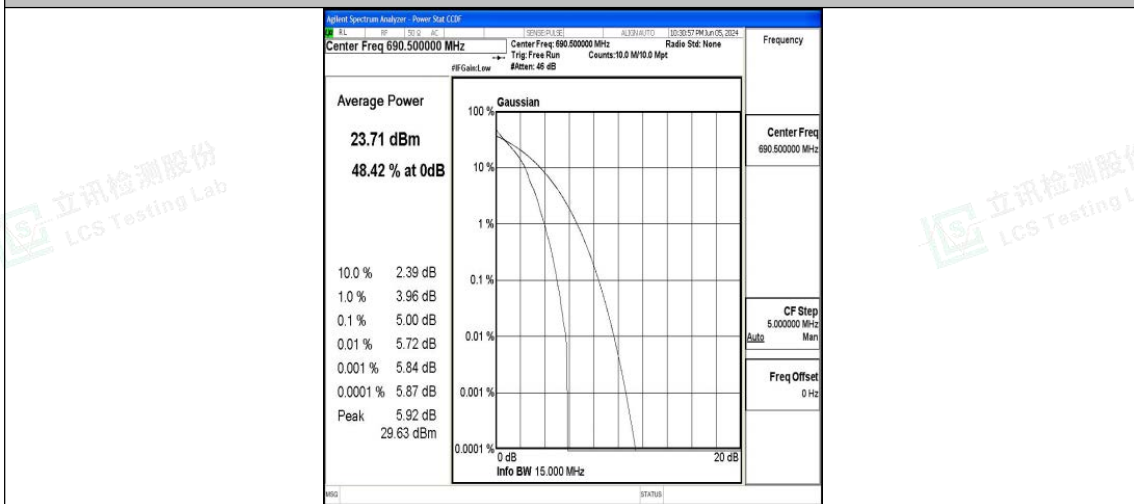 Agilent Spectrum Analyzer - Power Stat CCDF
RL RF 50 Ω AC SENSE:PULSE ALIGN AUTO 10:30:57 PM Jun 05, 2024
Center Freq 690.500000 MHz
Center Freq: 690.500000 MHz Radio Std: None
Trig: Free Run Counts:10.0 M/10.0 Mpt
#IFGain:Low #Atten: 46 dB
Frequency
Average Power
23.71 dBm
48.42 % at 0dB
10.0 % 2.39 dB
1.0 % 3.96 dB
0.1 % 5.00 dB
0.01 % 5.72 dB
0.001 % 5.84 dB
0.0001 % 5.87 dB
Peak 5.92 dB
29.63 dBm
Gaussian
100 %
10 %
1 %
0.1 %
0.01 %
0.001 %
0.0001 %
0 dB 20 dB
Info BW 15.000 MHz
Center Freq
690.500000 MHz
CF Step
5.000000 MHz
Auto Man
Freq Offset
0 Hz
MSG STATUS
立讯检测股份
LCS Testing Lab
立讯检测股份
LCS Testing L